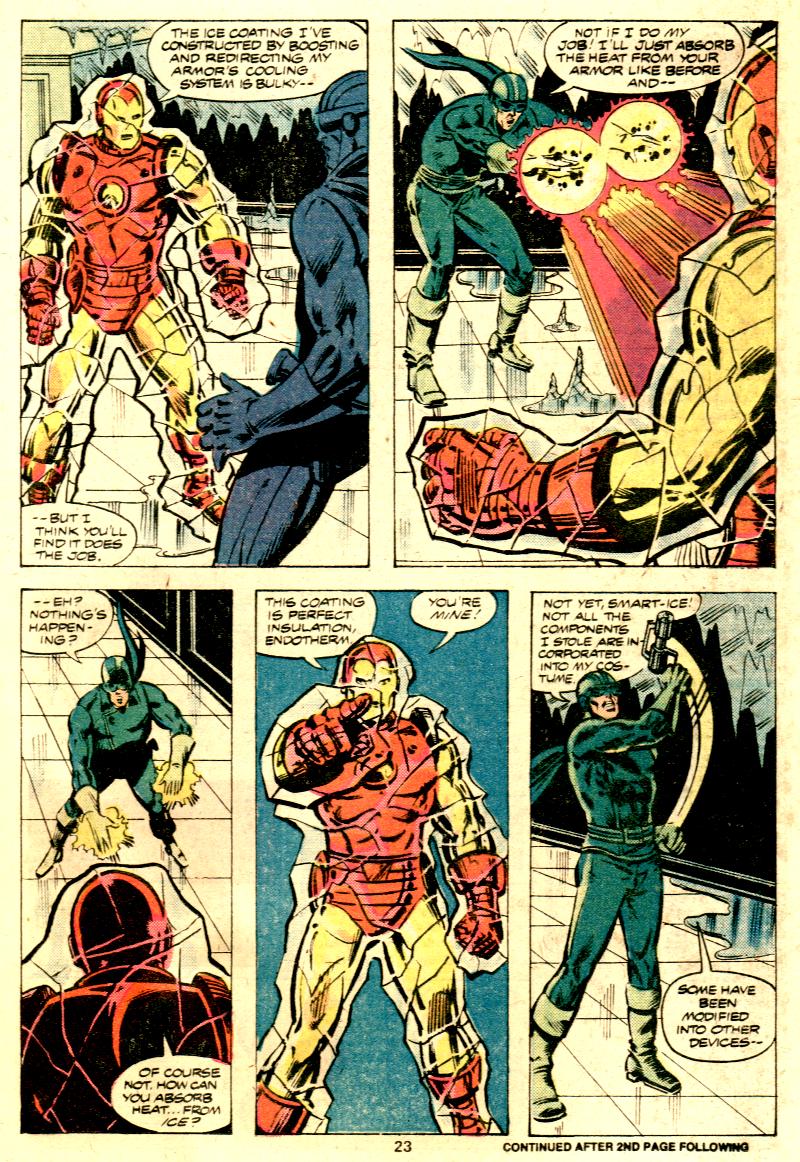 THE ICE COATING I'VE
CONSTRUCTED BY BOOSTING
AND REDIRECTING MY
ARMOR'S COOLING
SYSTEM IS BULKY--
--BUT I
THINK YOU'LL
FIND IT DOES
THE JOB.
NOT IF I DO MY
JOB! I'LL JUST ABSORB
THE HEAT FROM YOUR
ARMOR LIKE BEFORE
AND--
--EH?
NOTHING'S
HAPPEN-
ING?
OF COURSE
NOT. HOW CAN
YOU ABSORB
HEAT...FROM
ICE?
THIS COATING
IS PERFECT
INSULATION,
ENDOTHERM.
YOU'RE
MINE!
NOT YET, SMART-ICE!
NOT ALL THE
COMPONENTS
I STOLE ARE IN-
CORPORATED
INTO MY COS-
TUME.
SOME HAVE
BEEN
MODIFIED
INTO OTHER
DEVICES--
23
CONTINUED AFTER 2ND PAGE FOLLOWING